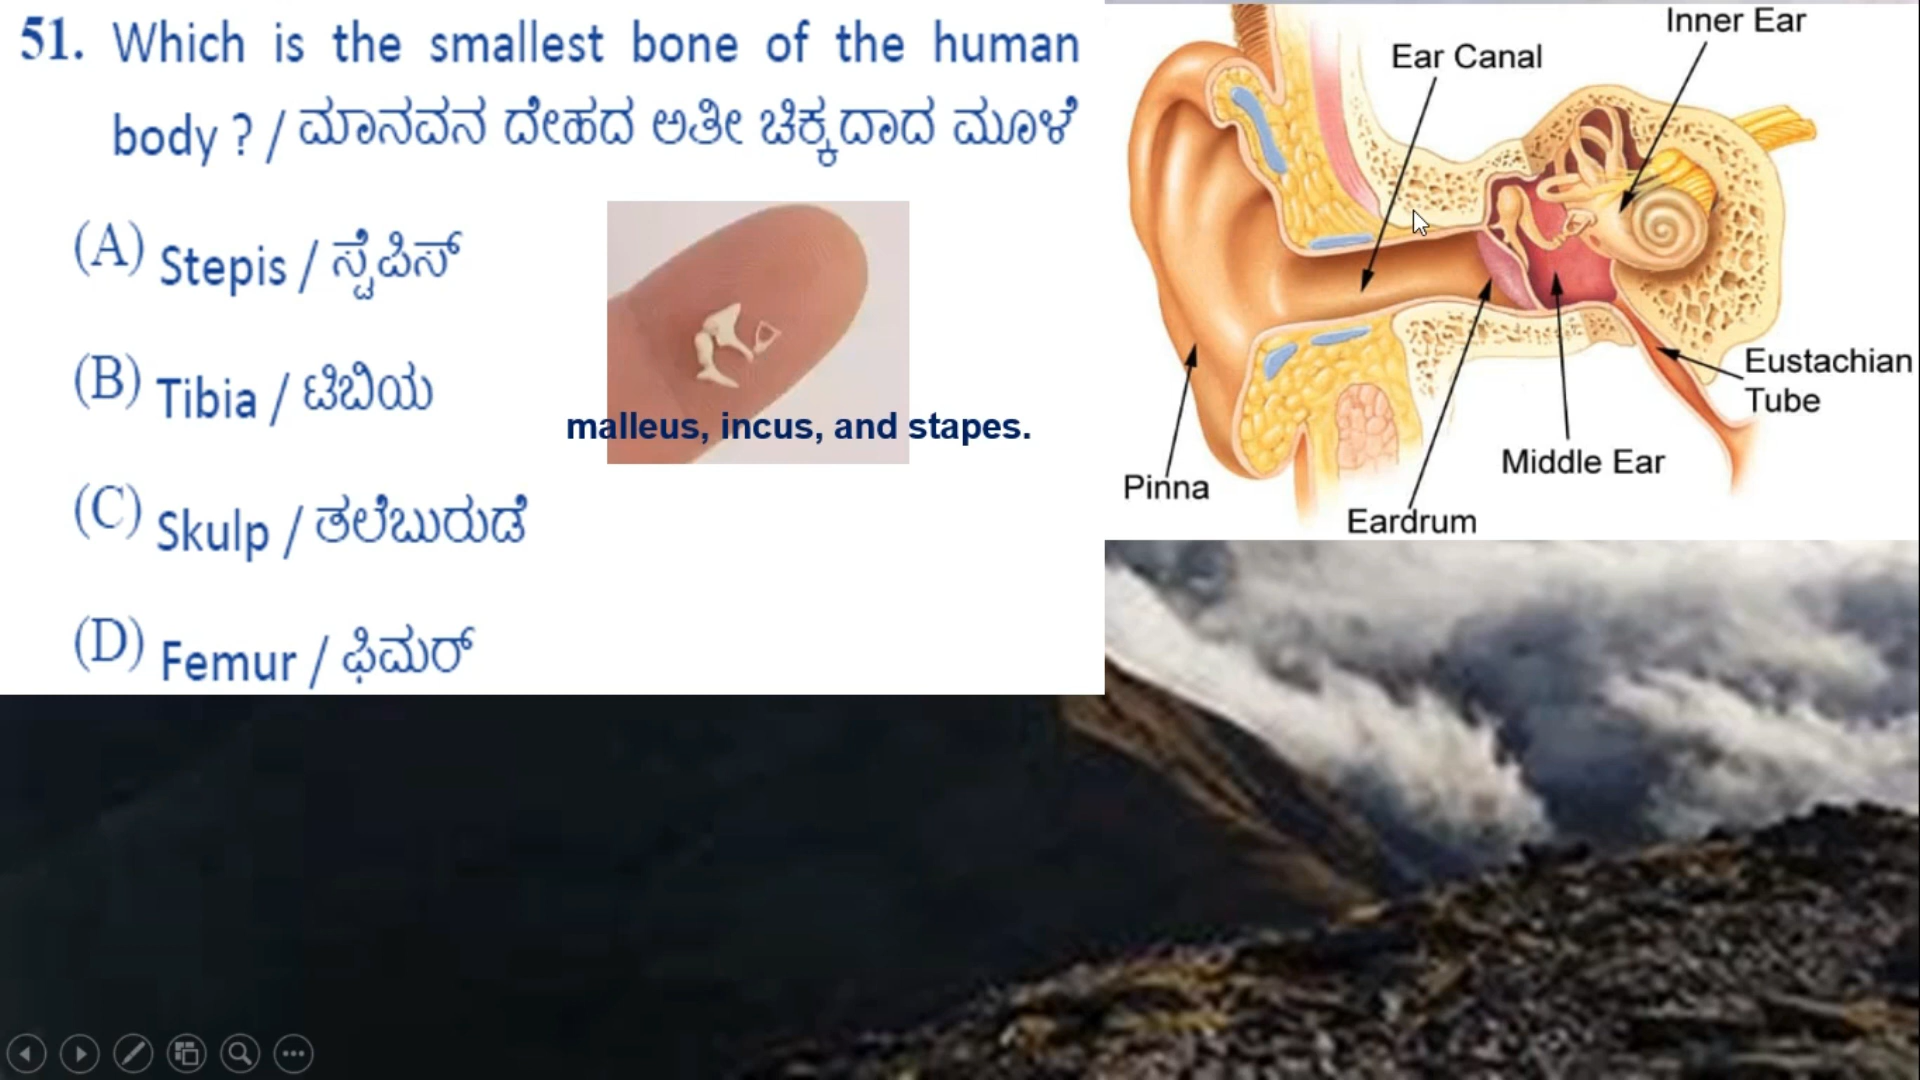 51. Which is the smallest bone of the human
body ? / ಮಾನವನ ದೇಹದ ಅತೀ ಚಿಕ್ಕದಾದ ಮೂಳೆ
(A) Stepis / ಸ್ಟೆಪಿಸ್
(B) Tibia / ಟಿಬಿಯ
(C) Skulp / ತಲೆಬುರುಡೆ
(D) Femur / ಫಿಮರ್
malleus, incus, and stapes.
Inner Ear
Ear Canal
Eustachian
Tube
Middle Ear
Pinna
Eardrum